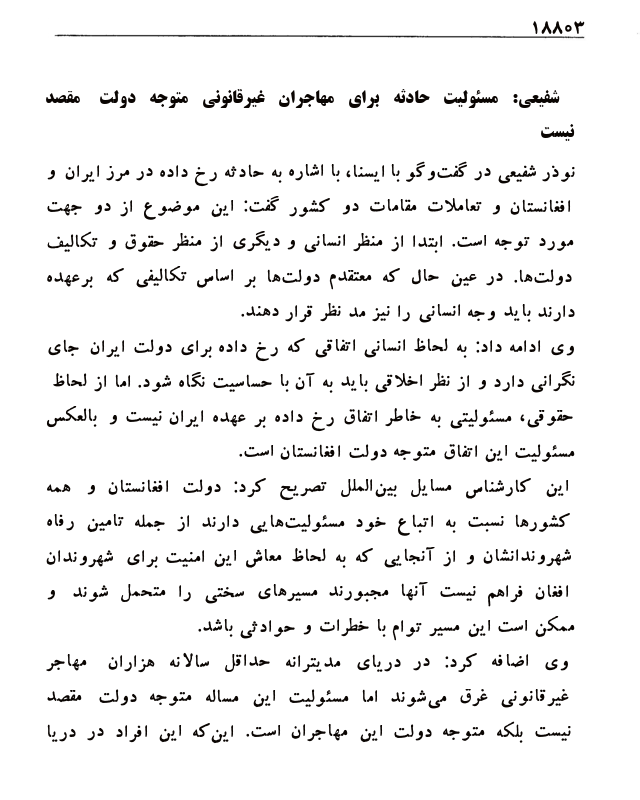 ۱۸۸۰۳
شفیعی: مسئولیت حادثه برای مهاجران غیرقانونی متوجه دولت مقصد
نیست
نوذر شفیعی در گفت‌وگو با ایسنا، با اشاره به حادثه رخ داده در مرز ایران و
افغانستان و تعاملات مقامات دو کشور گفت: این موضوع از دو جهت
مورد توجه است. ابتدا از منظر انسانی و دیگری از منظر حقوق و تکالیف
دولت‌ها. در عین حال که معتقدم دولت‌ها بر اساس تکالیفی که برعهده
دارند باید وجه انسانی را نیز مد نظر قرار دهند.
وی ادامه داد: به لحاظ انسانی اتفاقی که رخ داده برای دولت ایران جای
نگرانی دارد و از نظر اخلاقی باید به آن با حساسیت نگاه شود. اما از لحاظ
حقوقی، مسئولیتی به خاطر اتفاق رخ داده بر عهده ایران نیست و بالعکس
مسئولیت این اتفاق متوجه دولت افغانستان است.
این کارشناس مسایل بین‌الملل تصریح کرد: دولت افغانستان و همه
کشورها نسبت به اتباع خود مسئولیت‌هایی دارند از جمله تامین رفاه
شهروندانشان و از آنجایی که به لحاظ معاش این امنیت برای شهروندان
افغان فراهم نیست آنها مجبورند مسیرهای سختی را متحمل شوند و
ممکن است این مسیر توام با خطرات و حوادثی باشد.
وی اضافه کرد: در دریای مدیترانه حداقل سالانه هزاران مهاجر
غیرقانونی غرق می‌شوند اما مسئولیت این مساله متوجه دولت مقصد
نیست بلکه متوجه دولت این مهاجران است. این‌که این افراد در دریا